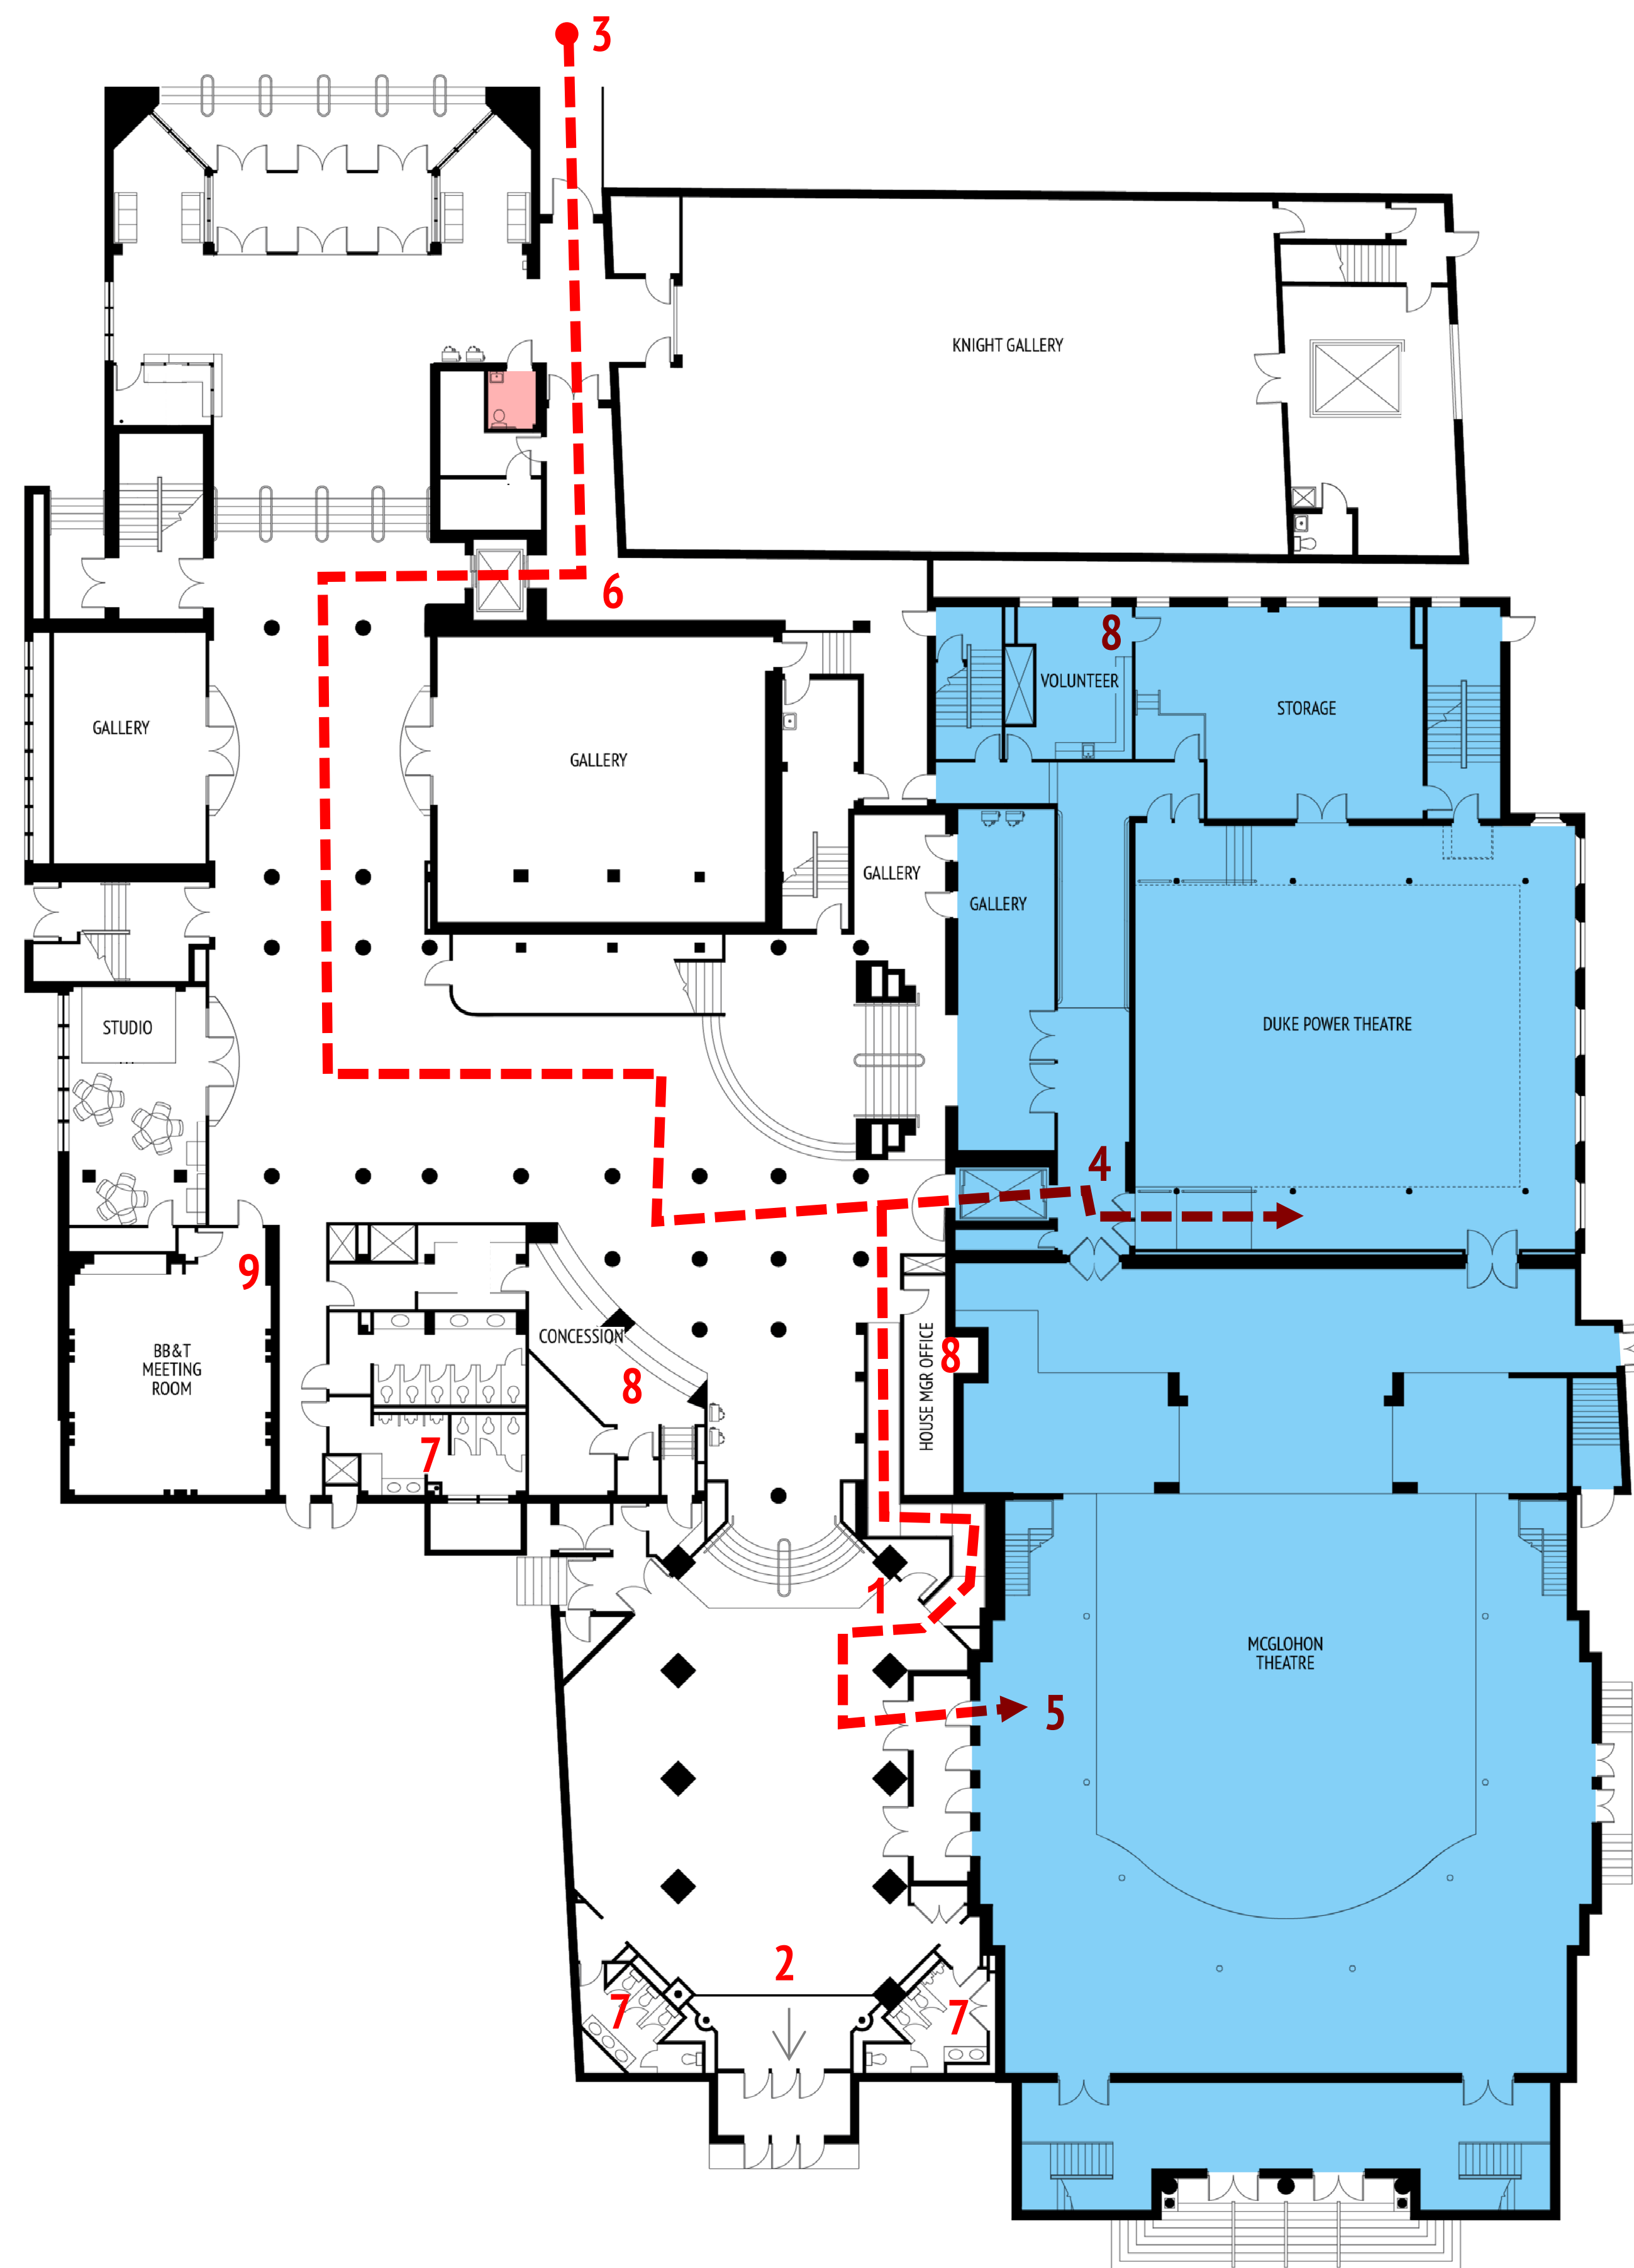 3
KNIGHT GALLERY
6
8
VOLUNTEER
STORAGE
GALLERY
GALLERY
GALLERY
GALLERY
STUDIO
DUKE POWER THEATRE
4
9
CONCESSION
BB&T
MEETING
ROOM
HOUSE MGR OFFICE
8
8
7
1
MCGLOHON
THEATRE
5
2
7
7